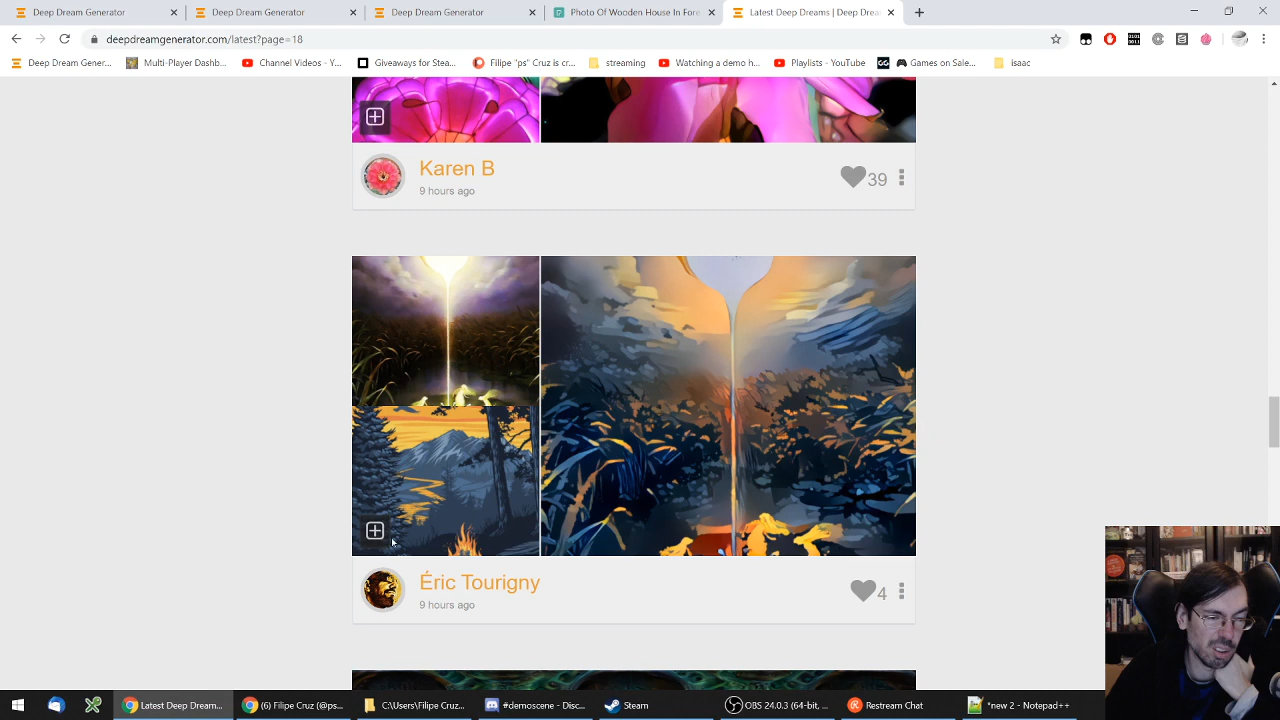 Deep Dream Generator
Deep Dream Generator
Deep Dream Generator
Photo Of Wooden House In Fore
Latest Deep Dreams | Deep Drea
deepdreamgenerator.com/latest?page=18
Deep Dream Gener...
Multi-Player Dashb...
Channel Videos - Y...
Giveaways for Stea...
Filipe "ps" Cruz is cr...
streaming
Watching a demo h...
Playlists - YouTube
Games on Sale...
isaac
Karen B
9 hours ago
39
Éric Tourigny
9 hours ago
4
Latest Deep Dream...
(6) Filipe Cruz (@ps...
C:\Users\Filipe Cruz...
#demoscene - Disc...
Steam
OBS 24.0.3 (64-bit, ...
Restream Chat
*new 2 - Notepad++